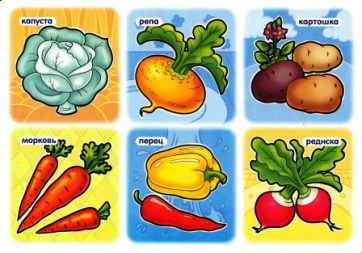 капуста
репа
картошка
морковь
перец
редиска